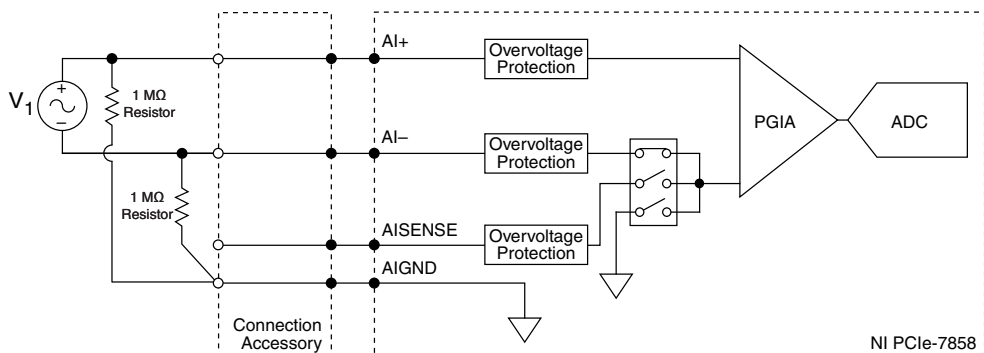 AI+
Overvoltage
Protection
+
V1
1 MΩ
Resistor
−
PGIA
ADC
AI–
Overvoltage
Protection
1 MΩ
Resistor
AISENSE
Overvoltage
Protection
AIGND
Connection
Accessory
NI PCIe-7858